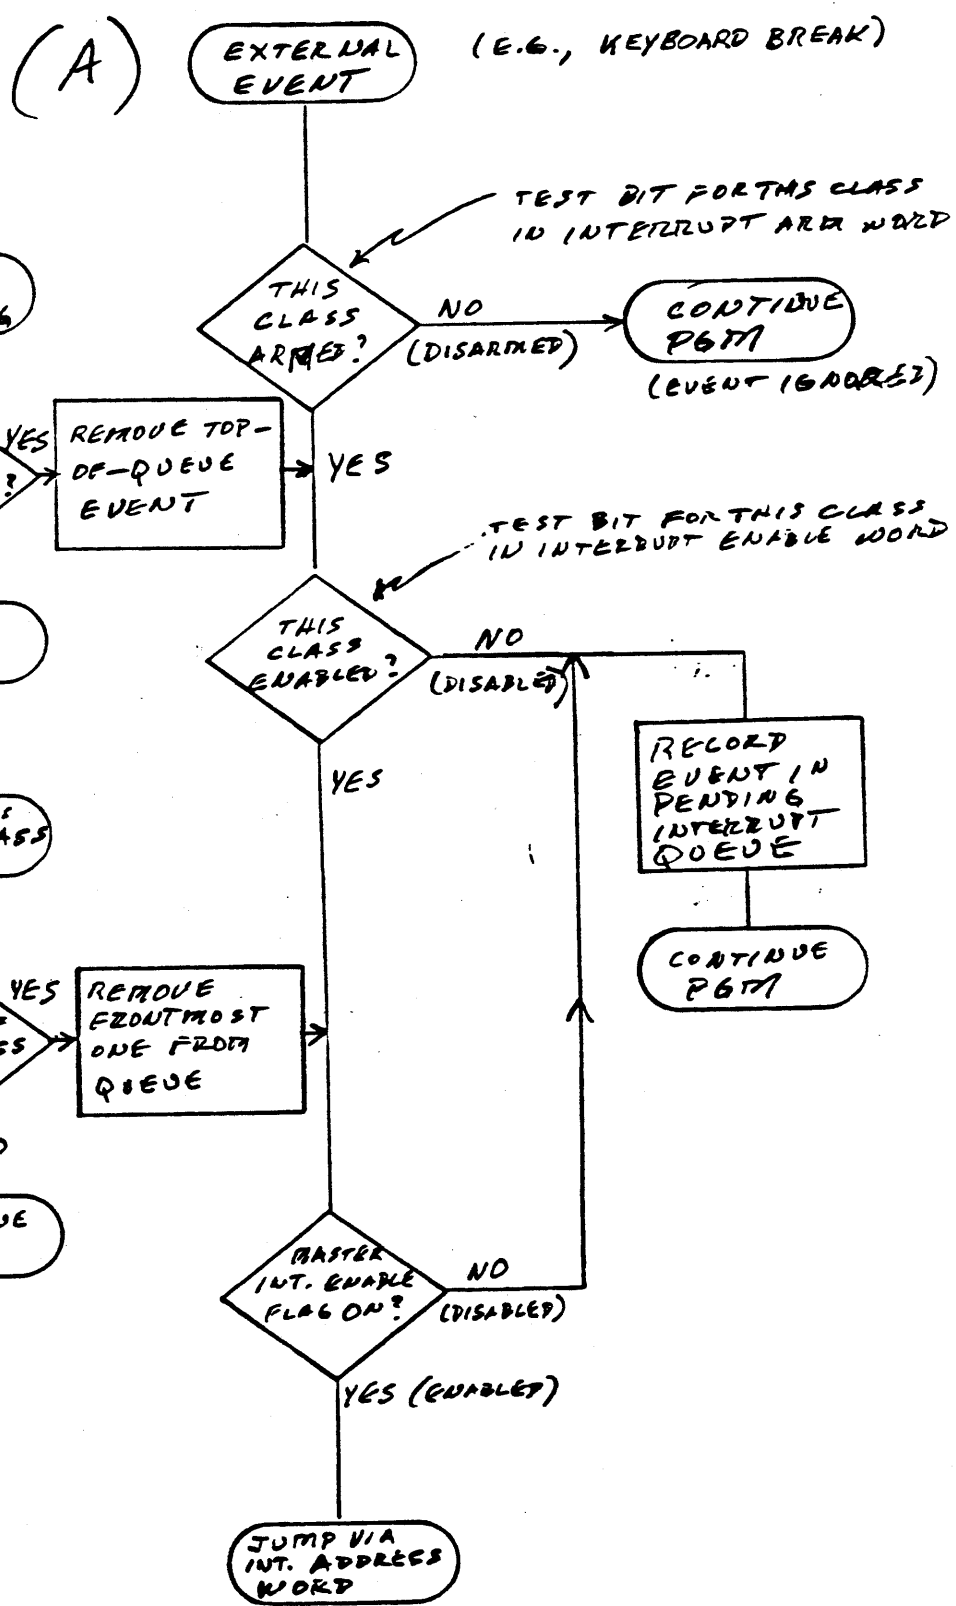 (A)
EXTERNAL
EVENT
(E.G., KEYBOARD BREAK)
TEST BIT FOR THIS CLASS
IN INTERRUPT ARM WORD
THIS
CLASS
ARMED?
NO
(DISARMED)
CONTINUE
PGM
(EVENT IGNORED)
G
YES
?
REMOVE TOP-
OF-QUEUE
EVENT
YES
TEST BIT FOR THIS CLASS
IN INTERRUPT ENABLE WORD
THIS
CLASS
ENABLED?
NO
(DISABLED)
YES
RECORD
EVENT IN
PENDING
INTERRUPT
QUEUE
CONTINUE
PGM
S
ASS
YES
SS
REMOVE
FRONTMOST
ONE FROM
QUEUE
UE
MASTER
INT. ENABLE
FLAG ON?
NO
(DISABLED)
YES (ENABLED)
JUMP VIA
INT. ADDRESS
WORD